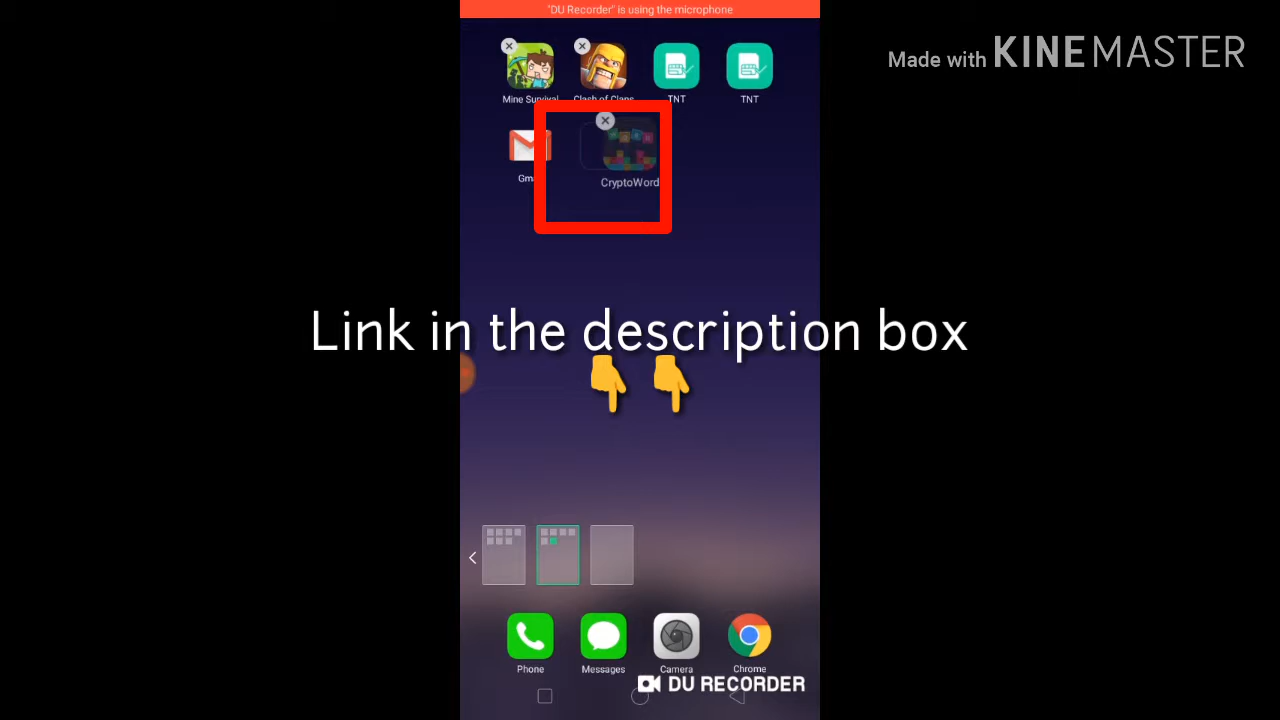 "DU Recorder" is using the microphone
Made with KINEMASTER
Mine Survival
Clash of Clans
TNT
TNT
Gm
CryptoWord
Link in the description box
Phone
Messages
Camera
Chrome
DU RECORDER